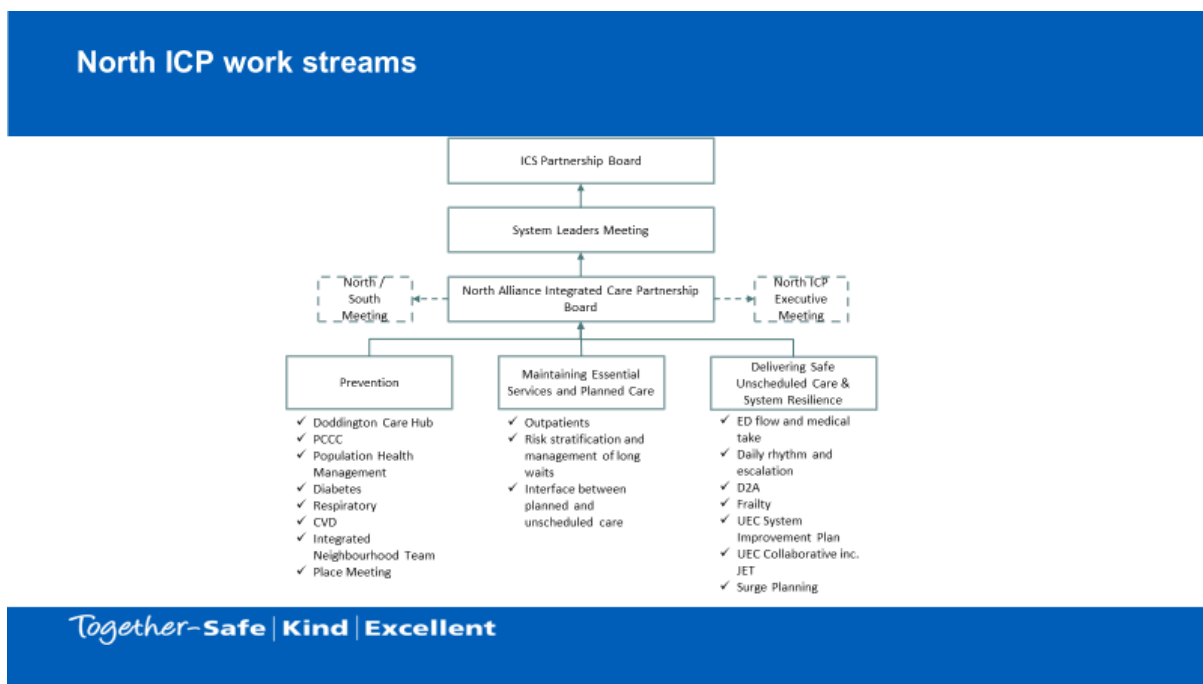 North ICP work streams
ICS Partnership Board
System Leaders Meeting
North /
South
Meeting
North Alliance Integrated Care Partnership
Board
North ICP
Executive
Meeting
Prevention
✓ Doddington Care Hub
✓ PCCC
✓ Population Health
Management
✓ Diabetes
✓ Respiratory
✓ CVD
✓ Integrated
Neighbourhood Team
✓ Place Meeting
Maintaining Essential
Services and Planned Care
✓ Outpatients
✓ Risk stratification and
management of long
waits
✓ Interface between
planned and
unscheduled care
Delivering Safe
Unscheduled Care &
System Resilience
✓ ED flow and medical
take
✓ Daily rhythm and
escalation
✓ D2A
✓ Frailty
✓ UEC System
Improvement Plan
✓ UEC Collaborative inc.
JET
✓ Surge Planning
Together-Safe|Kind|Excellent